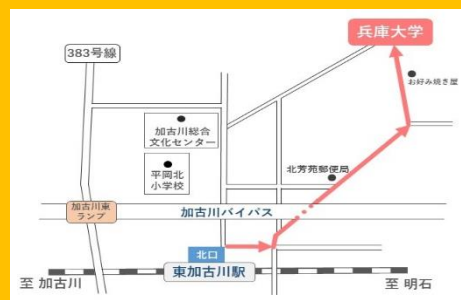 兵庫大学
383号線
お好み焼き屋
加古川総合
文化センター
平岡北
小学校
北芳苑郵便局
加古川東
ランプ
加古川バイパス
北口
東加古川駅
至 加古川
至 明石